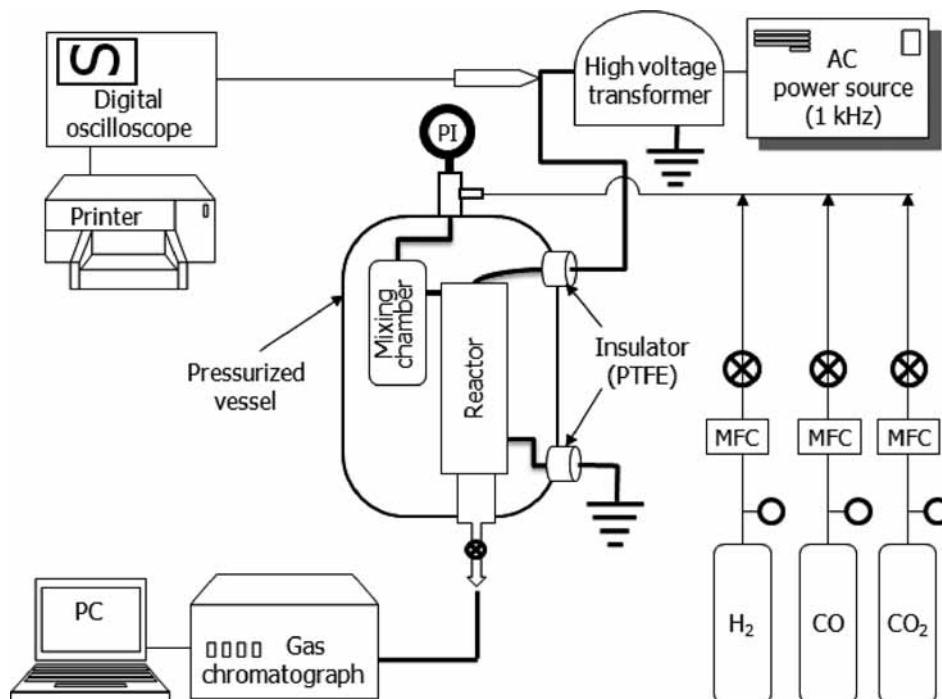 Digital
oscilloscope
High voltage
transformer
AC
power source
(1 kHz)
PI
Printer
Mixing
chamber
Reactor
Pressurized
vessel
Insulator
(PTFE)
MFC
MFC
MFC
PC
Gas
chromatograph
H₂
CO
CO₂